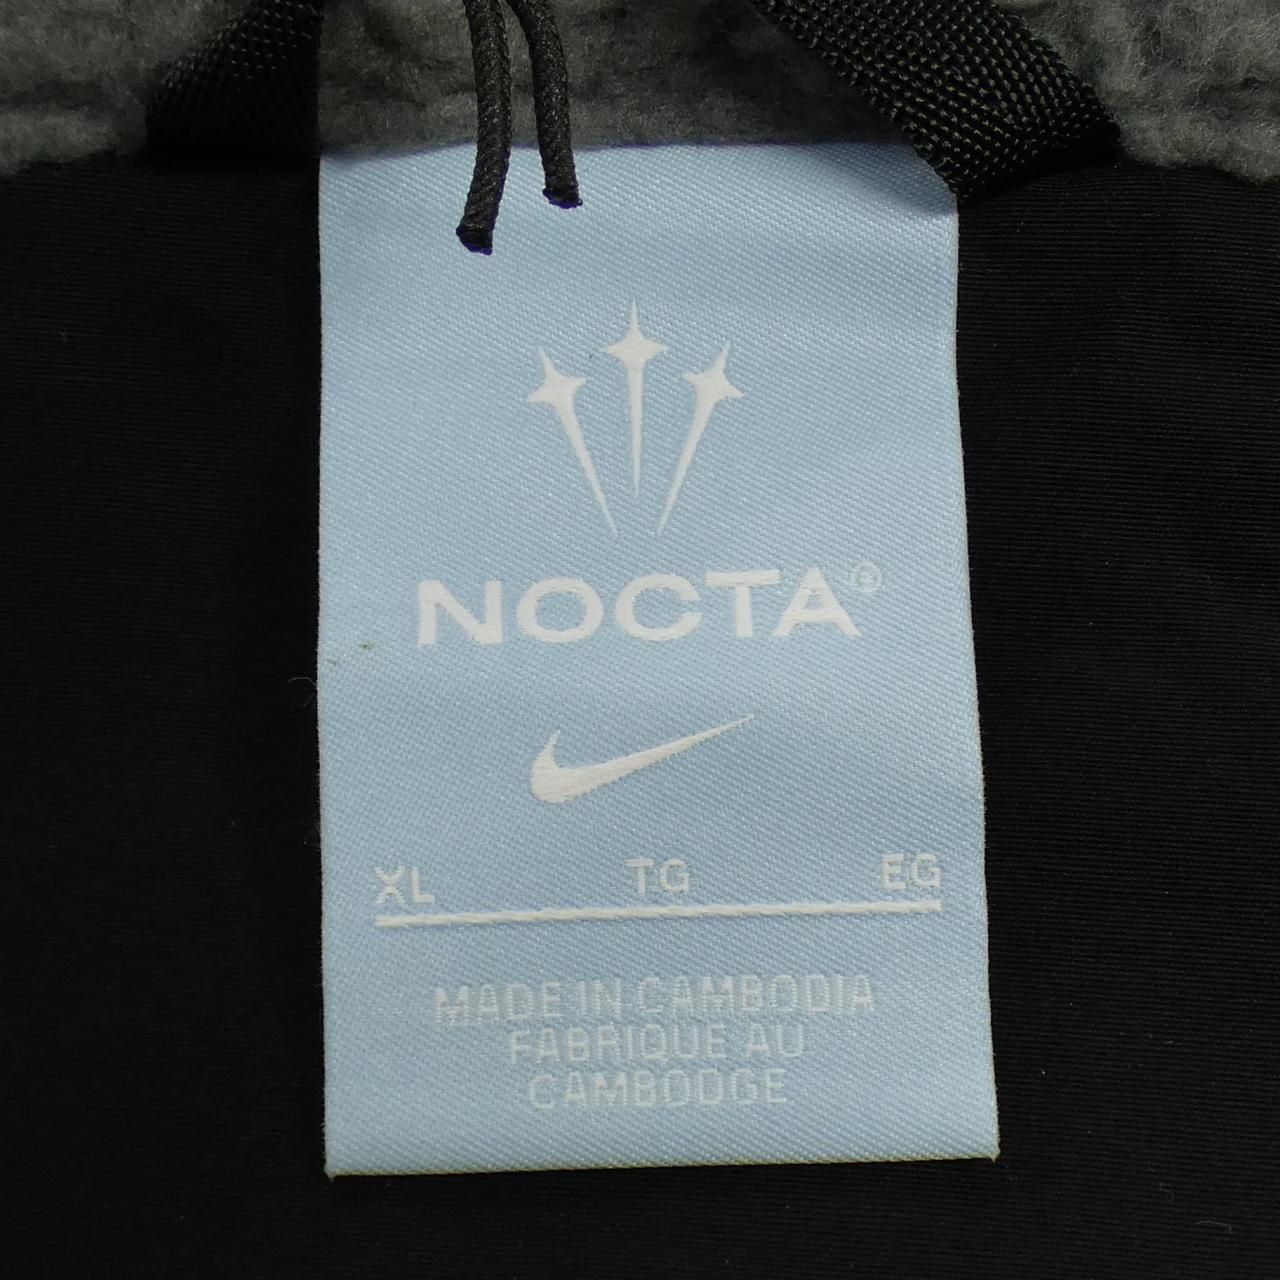 NOCTA®
XL TG EG
MADE IN CAMBODIA
FABRIQUE AU
CAMBODGE